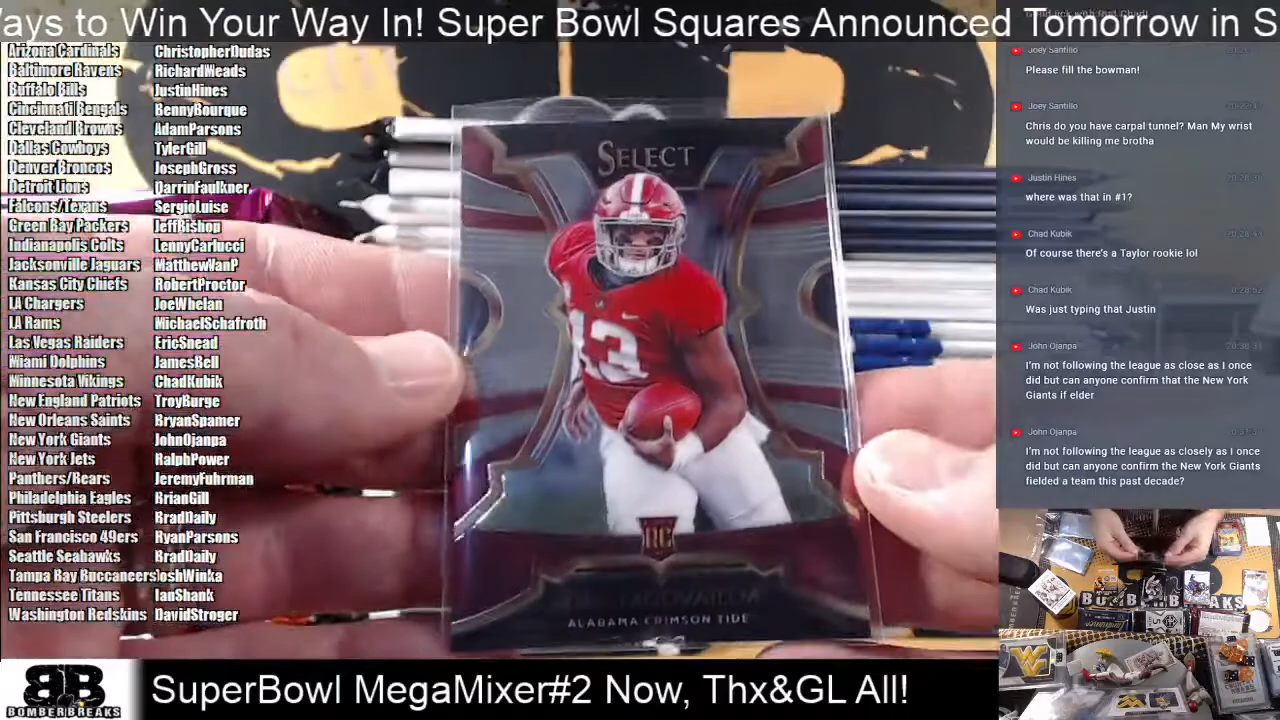 Ways to Win Your Way In! Super Bowl Squares Announced Tomorrow in S
Arizona Cardinals ChristopherDudas
Baltimore Ravens RichardWeads
Buffalo Bills JustinHines
Cincinnati Bengals RennyBourque
Cleveland Browns AdamParsons
Dallas Cowboys TylerGill
Denver Broncos JosephGross
Detroit Lions DarrinFaulkner
Falcons/Texans SergioLuise
Green Bay Packers JeffBishop
Indianapolis Colts LennyCarlucci
Jacksonville Jaguars MatthewVanP
Kansas City Chiefs RobertProctor
LA Chargers JoeWhelan
LA Rams MichaelSchafroth
Las Vegas Raiders EricSnead
Miami Dolphins JamesBell
Minnesota Vikings ChadKubik
New England Patriots TroyBurge
New Orleans Saints BryanSpamer
New York Giants JohnOjanpa
New York Jets RalphPower
Panthers/Bears JeremyFuhrman
Philadelphia Eagles BrianGill
Pittsburgh Steelers BradDaily
San Francisco 49ers RyanParsons
Seattle Seahawks BradDaily
Tampa Bay Buccaneers JoshWinka
Tennessee Titans IanShank
Washington Redskins DavidStroger
SELECT
13
RC
ALABAMA CRIMSON TIDE
Joey Santillo
Please fill the bowman!
Joey Santillo
Chris do you have carpal tunnel? Man My wrist
would be killing me brotha
Justin Hines
where was that in #1?
Chad Kubik
Of course there's a Taylor rookie lol
Chad Kubik
Was just typing that Justin
John Ojanpa
I'm not following the league as close as I once
did but can anyone confirm that the New York
Giants if elder
John Ojanpa
I'm not following the league as closely as I once
did but can anyone confirm the New York Giants
fielded a team this past decade?
BOMBER BREAKS
BB
BOMBERBREAKS
SuperBowl MegaMixer#2 Now, Thx&GL All!